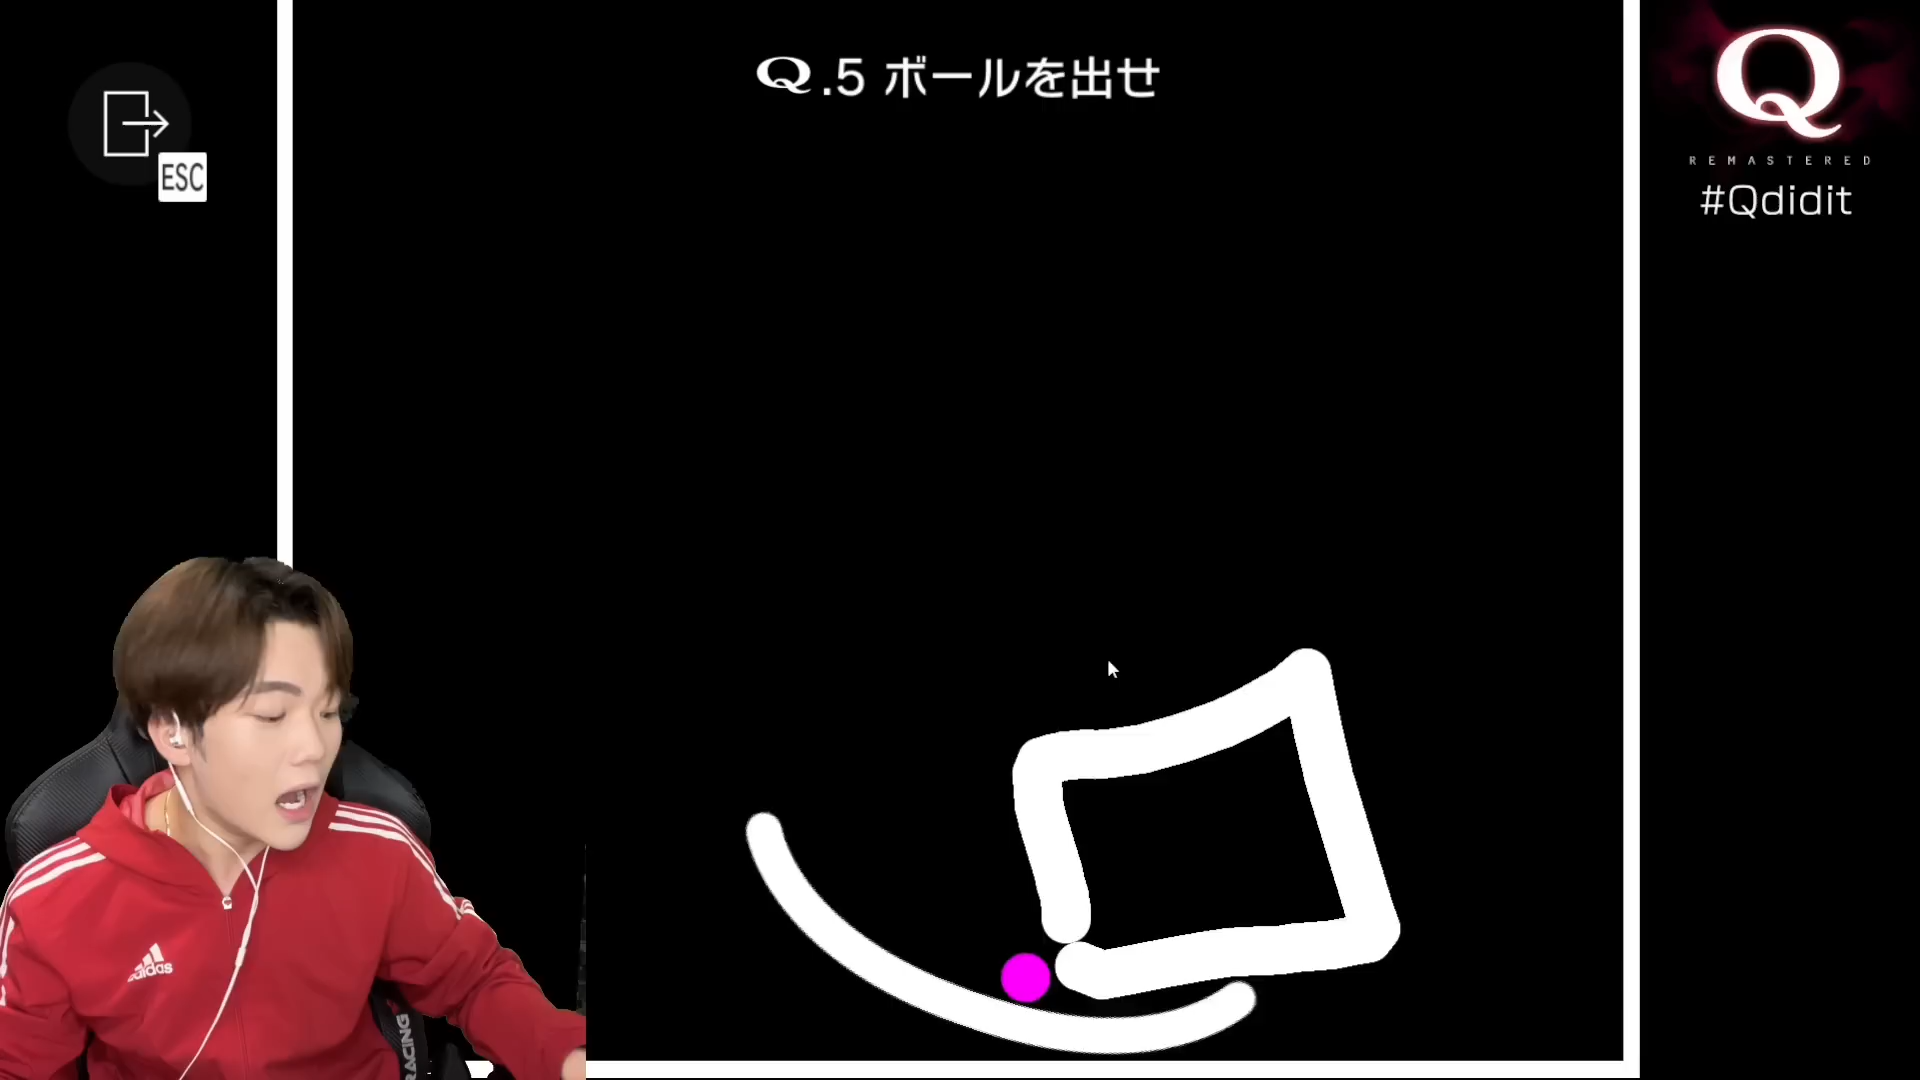 Q.5 ボールを出せ
ESC
Q
REMASTERED
#Qdidit
adidas
RACING